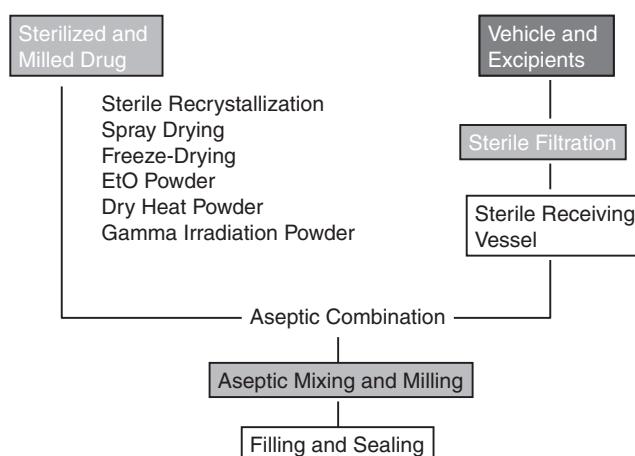 Sterilized and
Milled Drug
Vehicle and
Excipients
Sterile Recrystallization
Spray Drying
Freeze-Drying
EtO Powder
Dry Heat Powder
Gamma Irradiation Powder
Sterile Filtration
Sterile Receiving
Vessel
Aseptic Combination
Aseptic Mixing and Milling
Filling and Sealing